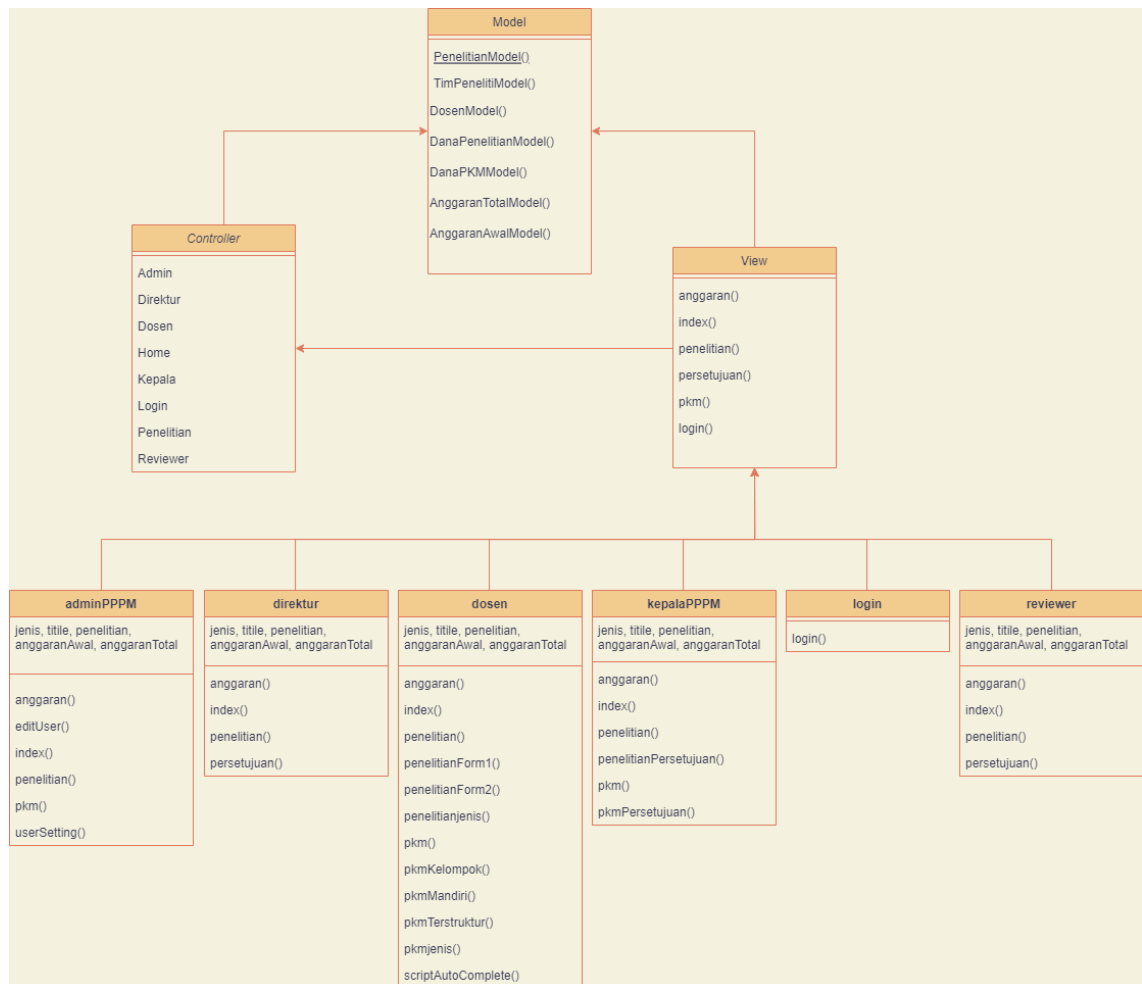 Model
PenelitianModel()
TimPenelitiModel()
DosenModel()
DanaPenelitianModel()
DanaPKMModel()
AnggaranTotalModel()
AnggaranAwalModel()
Controller
Admin
Direktur
Dosen
Home
Kepala
Login
Penelitian
Reviewer
View
anggaran()
index()
penelitian()
persetujuan()
pkm()
login()
adminPPPM
jenis, titile, penelitian,
anggaranAwal, anggaranTotal
anggaran()
editUser()
index()
penelitian()
pkm()
userSetting()
direktur
jenis, titile, penelitian,
anggaranAwal, anggaranTotal
anggaran()
index()
penelitian()
persetujuan()
dosen
jenis, titile, penelitian,
anggaranAwal, anggaranTotal
anggaran()
index()
penelitian()
penelitianForm1()
penelitianForm2()
penelitianjenis()
pkm()
pkmKelompok()
pkmMandiri()
pkmTerstruktur()
pkmjenis()
scriptAutoComplete()
kepalaPPPM
jenis, titile, penelitian,
anggaranAwal, anggaranTotal
anggaran()
index()
penelitian()
penelitianPersetujuan()
pkm()
pkmPersetujuan()
login
login()
reviewer
jenis, titile, penelitian,
anggaranAwal, anggaranTotal
anggaran()
index()
penelitian()
persetujuan()